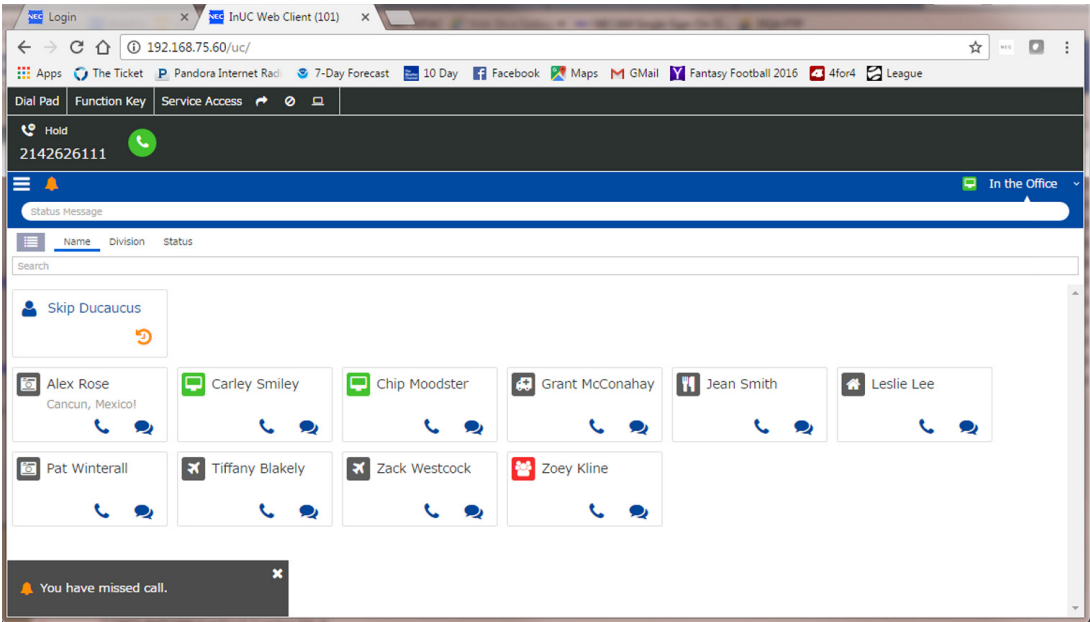 NEC Login
NEC InUC Web Client (101)
192.168.75.60/uc/
NEC
Apps The Ticket Pandora Internet Radi 7-Day Forecast 10 Day Facebook Maps GMail Fantasy Football 2016 4for4 League
Dial Pad Function Key Service Access
Hold
2142626111
In the Office
Status Message
Name Division Status
Search
Skip Ducaucus
Alex Rose Carley Smiley Chip Moodster Grant McConahay Jean Smith Leslie Lee
Cancun, Mexico!
Pat Winterall Tiffany Blakely Zack Westcock Zoey Kline
You have missed call.